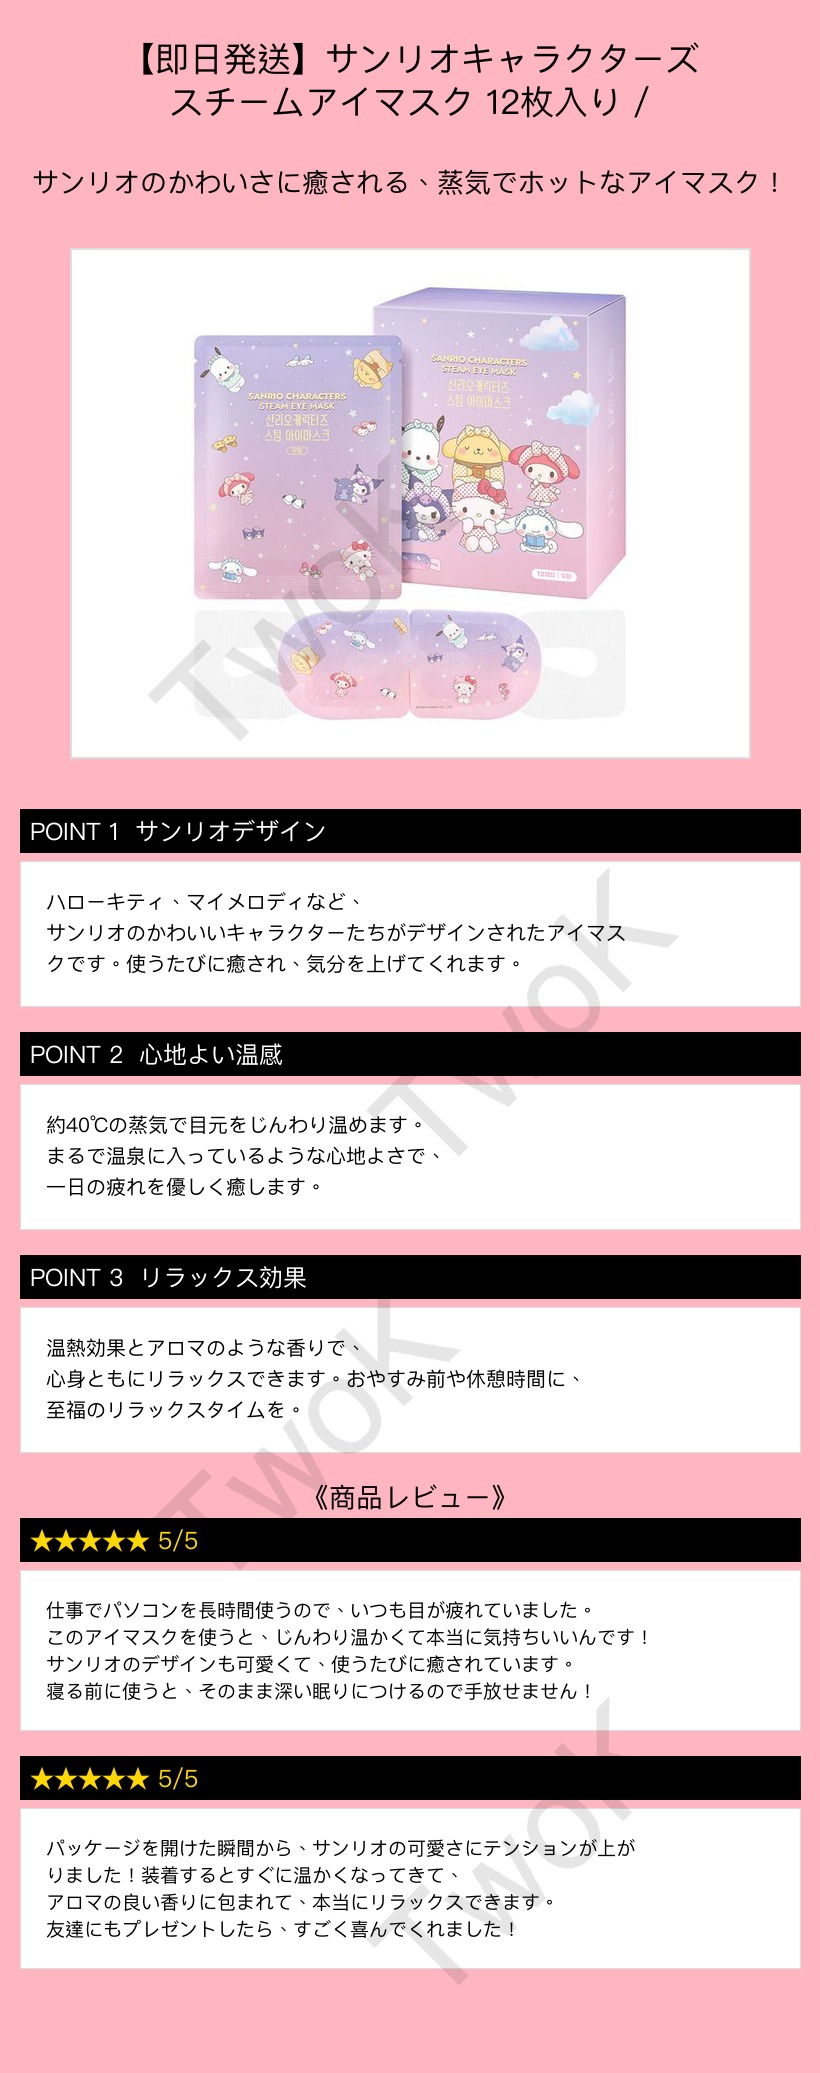 【即日発送】サンリオキャラクターズ
スチームアイマスク 12枚入り /
サンリオのかわいさに癒される、蒸気でホットなアイマスク！
SANRIO CHARACTERS
STEAM EYE MASK
산리오캐릭터즈
스팀 아이마스크
SANRIO CHARACTERS
STEAM EYE MASK
산리오캐릭터즈
스팀 아이마스크
무향
12개입 | 무향
TwoK
POINT 1 サンリオデザイン
ハローキティ、マイメロディなど、
サンリオのかわいいキャラクターたちがデザインされたアイマス
クです。使うたびに癒され、気分を上げてくれます。
TwoK
POINT 2 心地よい温感
約40℃の蒸気で目元をじんわり温めます。
まるで温泉に入っているような心地よさで、
一日の疲れを優しく癒します。
POINT 3 リラックス効果
温熱効果とアロマのような香りで、
心身ともにリラックスできます。おやすみ前や休憩時間に、
至福のリラックスタイムを。
TwoK
《商品レビュー》
★★★★★ 5/5
仕事でパソコンを長時間使うので、いつも目が疲れていました。
このアイマスクを使うと、じんわり温かくて本当に気持ちいいんです！
サンリオのデザインも可愛くて、使うたびに癒されています。
寝る前に使うと、そのまま深い眠りにつけるので手放せません！
★★★★★ 5/5
パッケージを開けた瞬間から、サンリオの可愛さにテンションが上が
りました！装着するとすぐに温かくなってきて、
アロマの良い香りに包まれて、本当にリラックスできます。
友達にもプレゼントしたら、すごく喜んでくれました！
TwoK